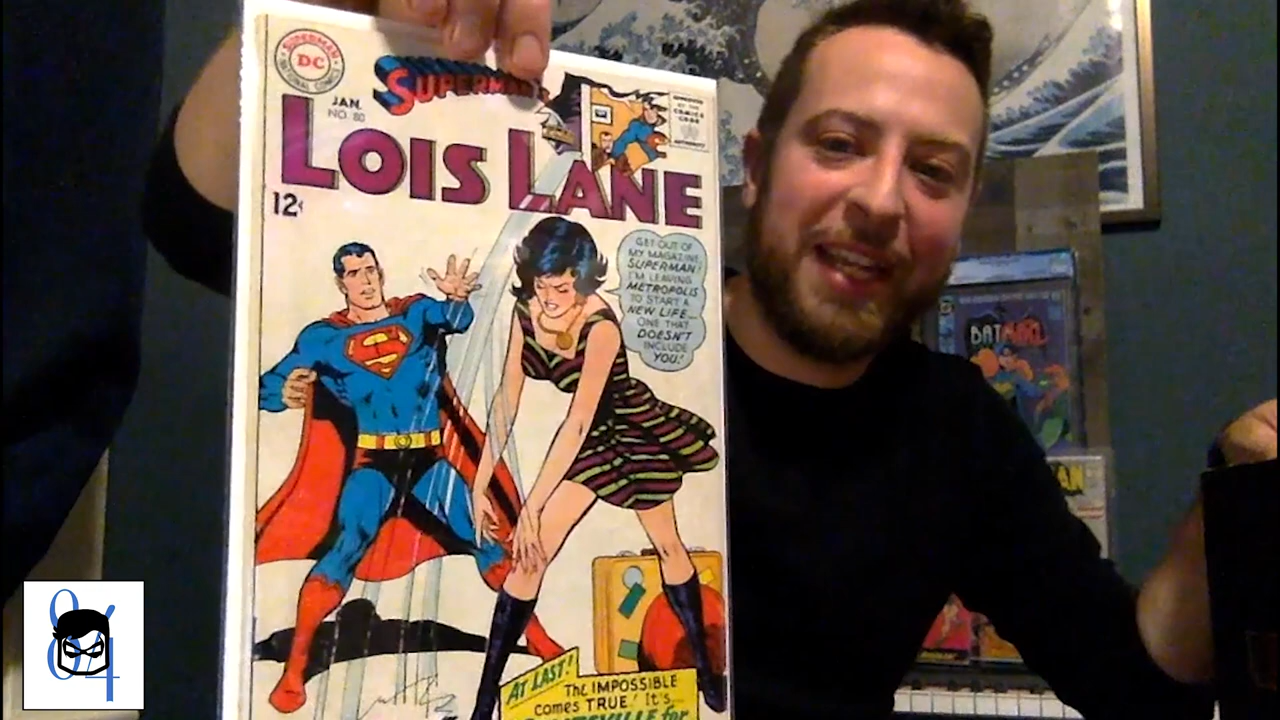 SUPERMAN
DC
NATIONAL COMICS
SUPERMAN'S
JAN.
NO. 80
LOIS LANE
12¢
APPROVED
BY THE
COMICS
CODE
AUTHORITY
GET OUT OF
MY MAGAZINE,
SUPERMAN!
I'M LEAVING
METROPOLIS
TO START A
NEW LIFE...
ONE THAT
DOESN'T
INCLUDE
YOU!
AT LAST!
THE IMPOSSIBLE
COMES TRUE! IT'S...
for
BATGIRL
64